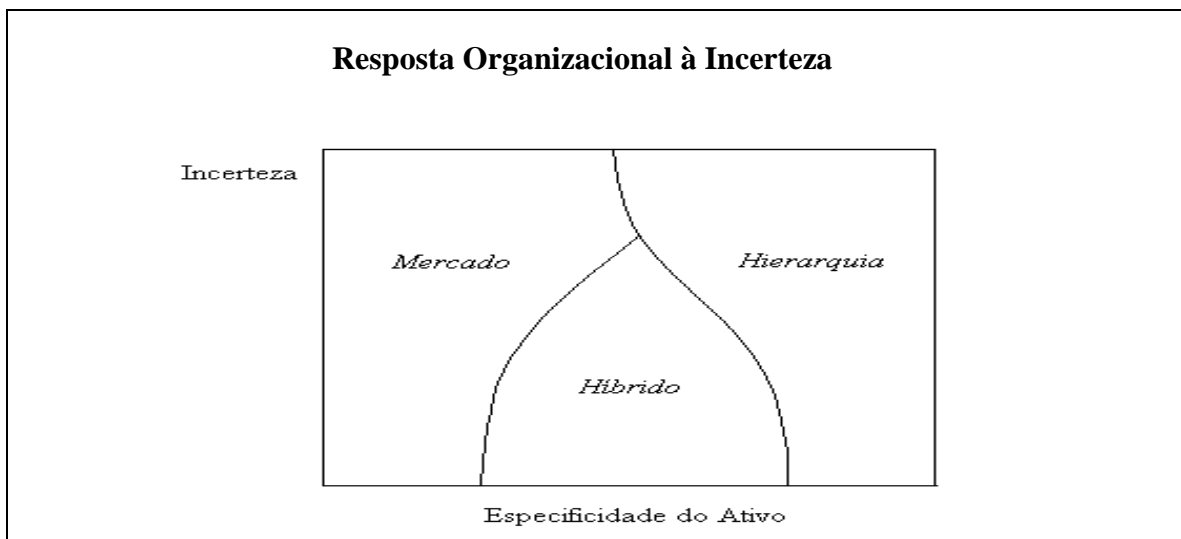 Resposta Organizacional à Incerteza
Incerteza
Mercado
Hierarquia
Híbrido
Especificidade do Ativo